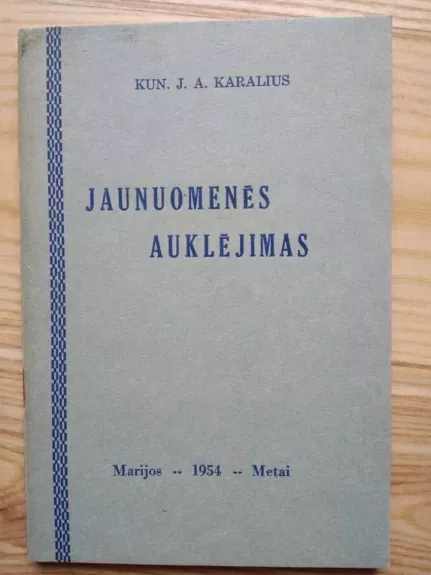 KUN. J. A. KARALIUS
JAUNUOMENĖS
AUKLĖJIMAS
Marijos -- 1954 -- Metai